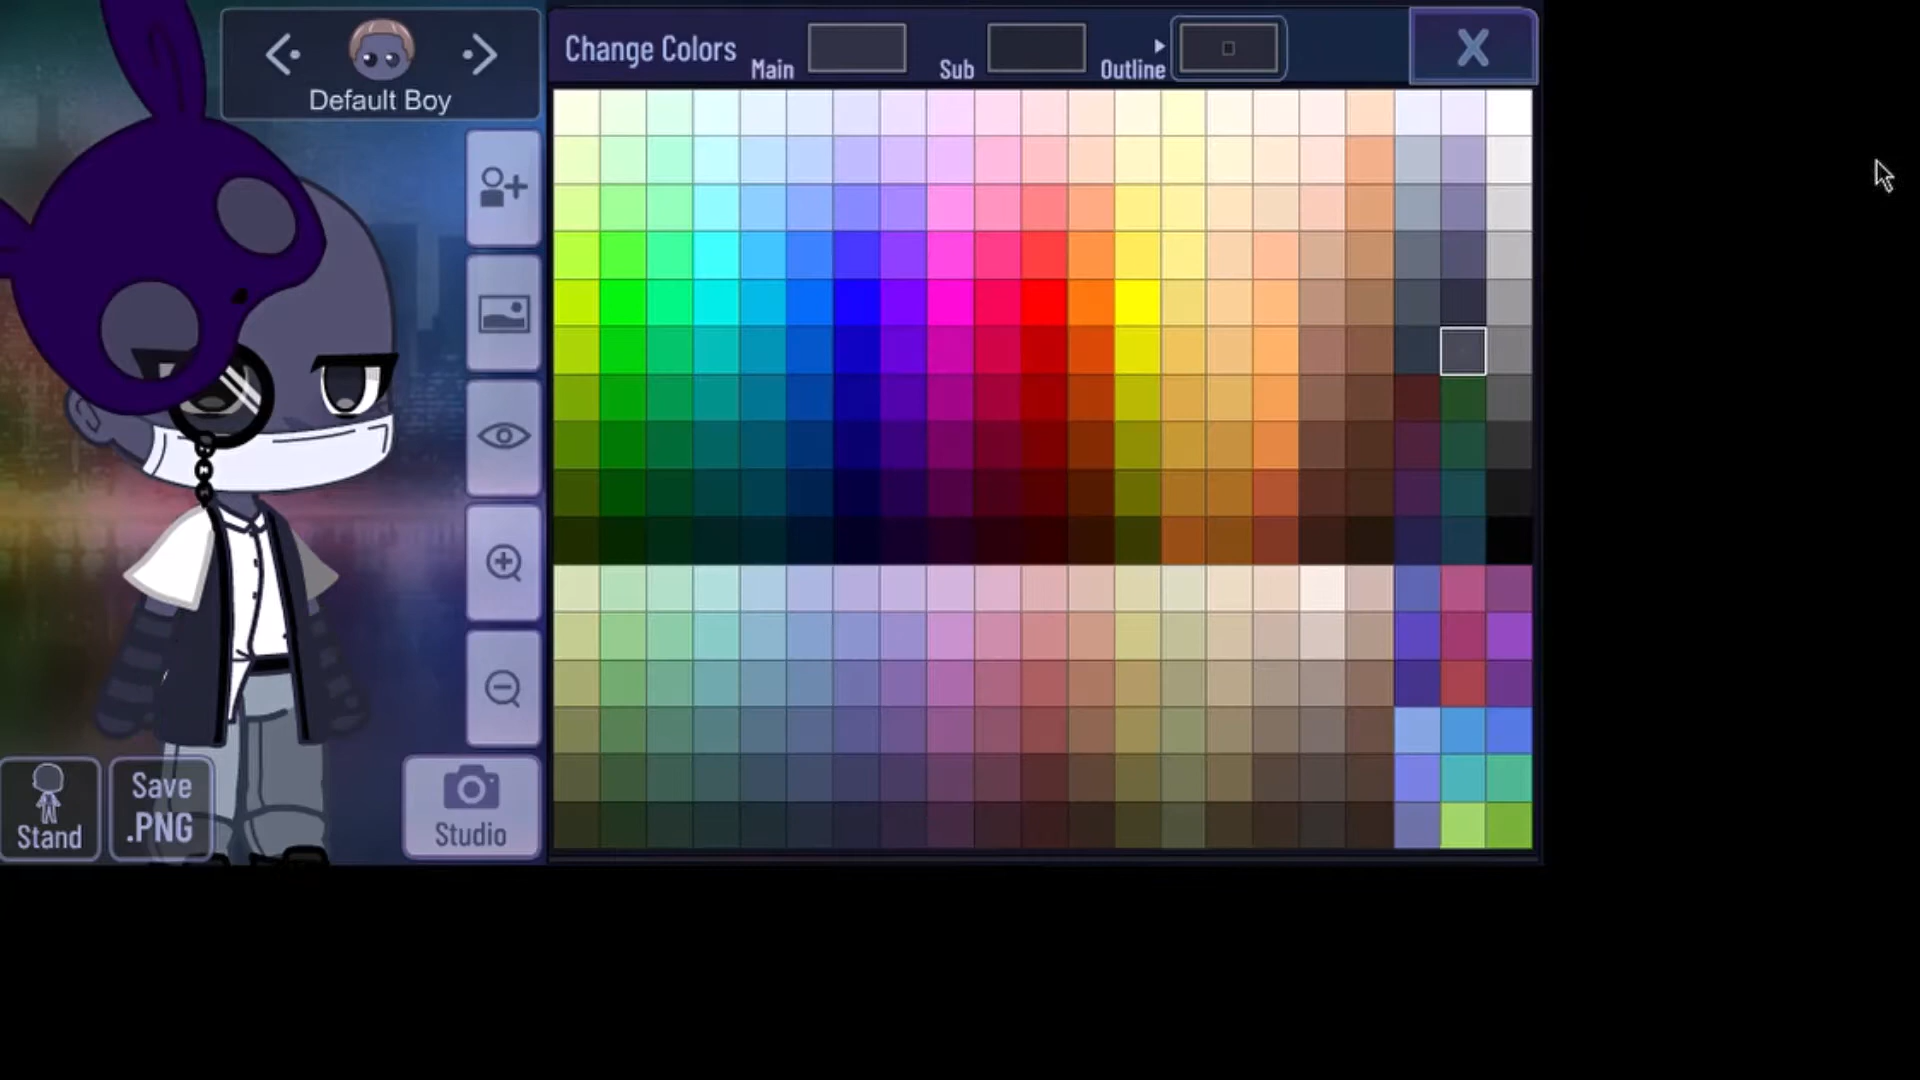 Default Boy
Change Colors
Main
Sub
Outline
X
Stand
Save
.PNG
Studio